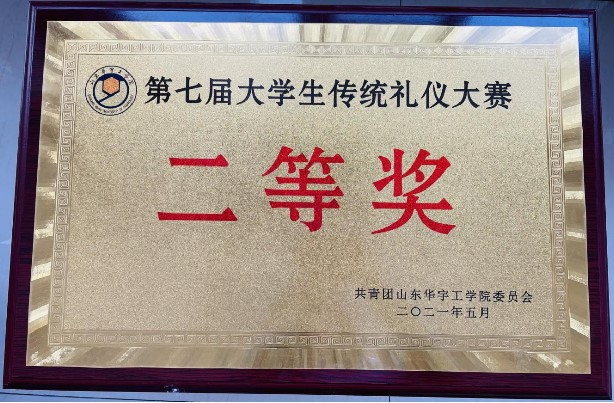 第七届大学生传统礼仪大赛
二等奖
共青团山东华宇工学院委员会
二〇二一年五月